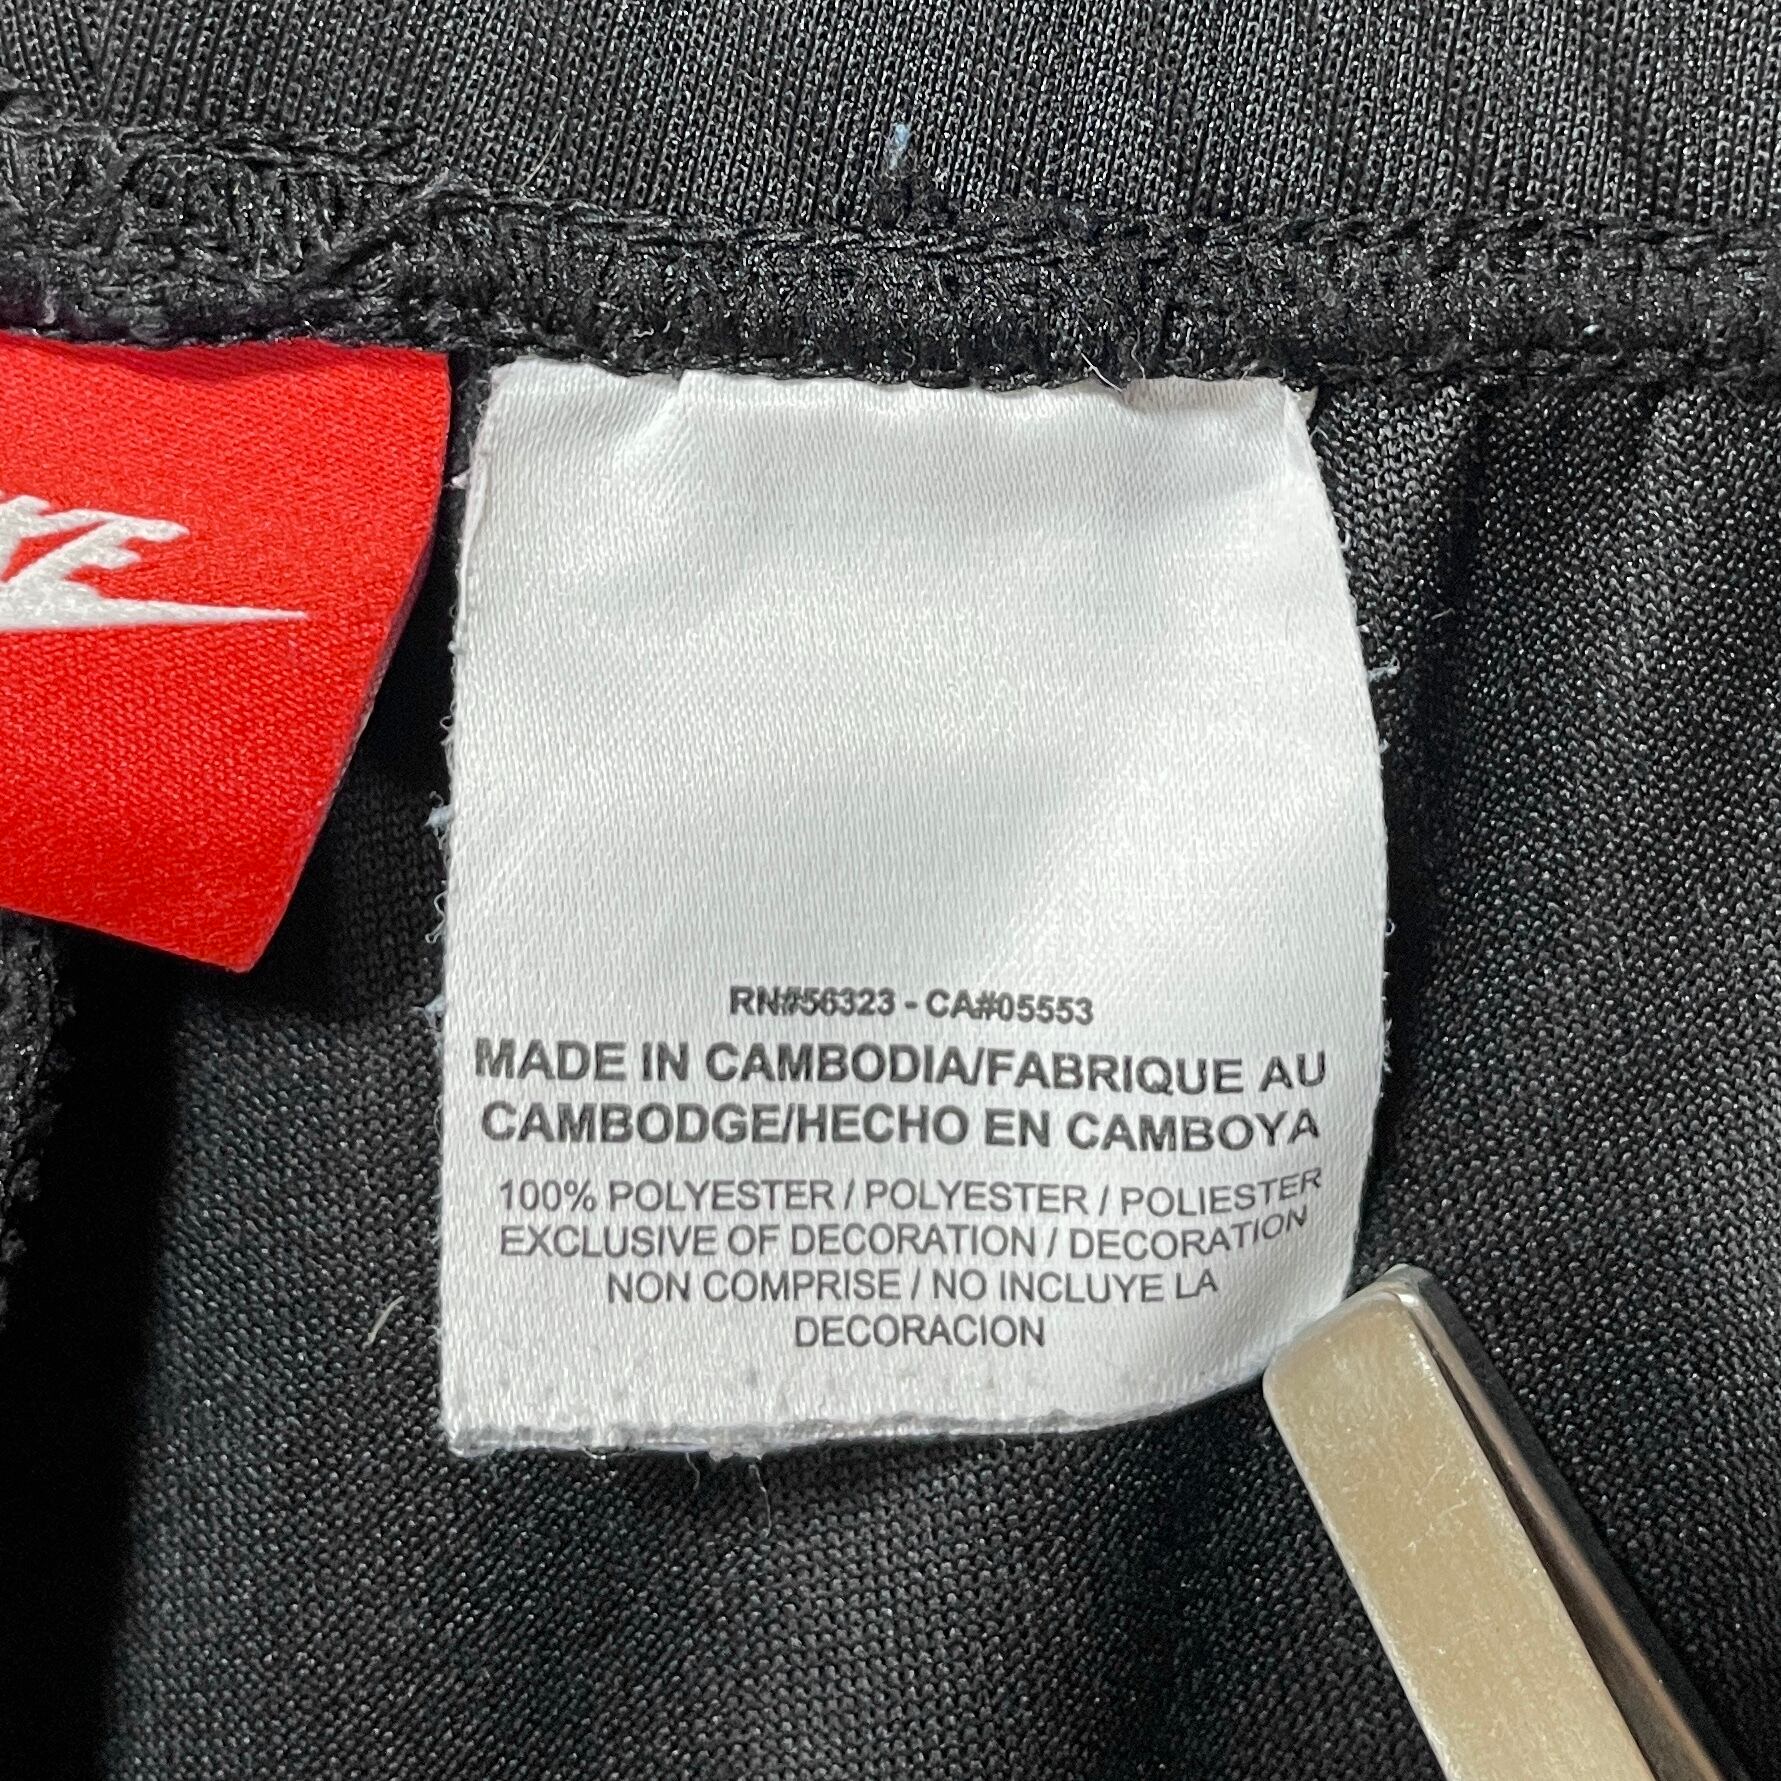 RN#56323 - CA#05553
MADE IN CAMBODIA/FABRIQUE AU
CAMBODGE/HECHO EN CAMBOYA
100% POLYESTER / POLYESTER / POLIESTER
EXCLUSIVE OF DECORATION / DECORATION
NON COMPRISE / NO INCLUYE LA
DECORACION